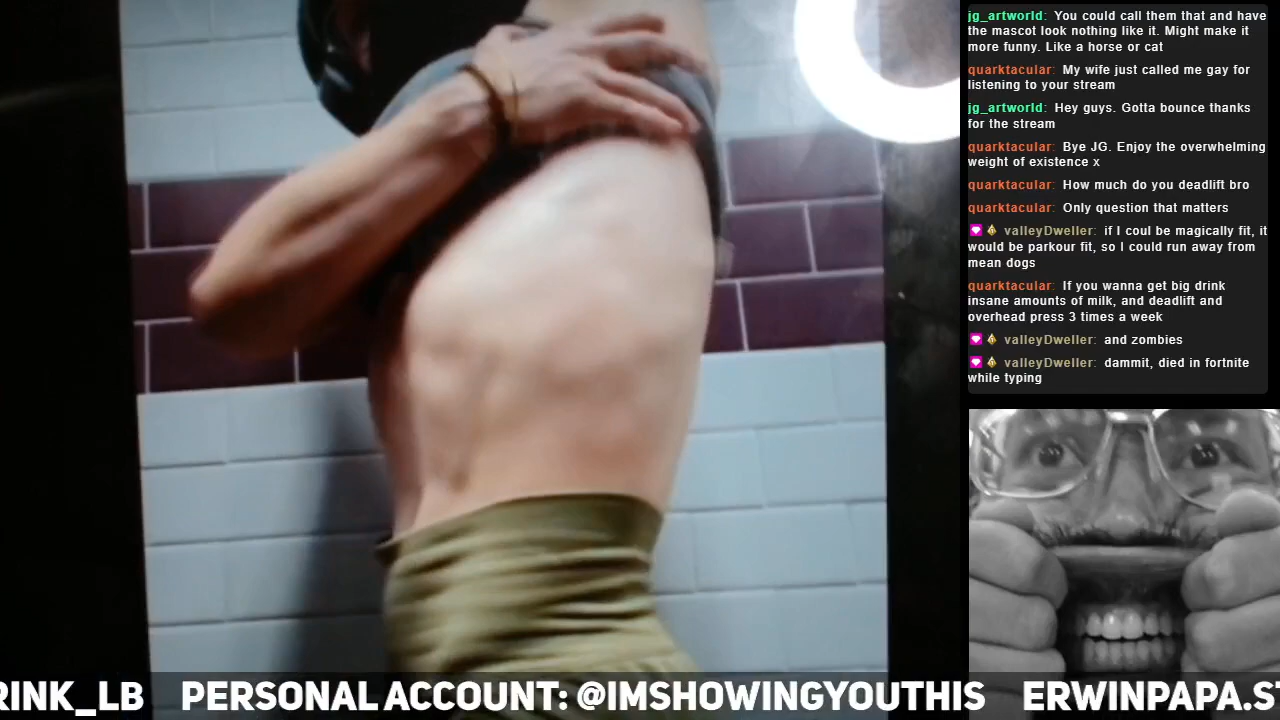 jg_artworld: You could call them that and have
the mascot look nothing like it. Might make it
more funny. Like a horse or cat
quarktacular: My wife just called me gay for
listening to your stream
jg_artworld: Hey guys. Gotta bounce thanks
for the stream
quarktacular: Bye JG. Enjoy the overwhelming
weight of existence x
quarktacular: How much do you deadlift bro
quarktacular: Only question that matters
valleyDweller: if I coul be magically fit, it
would be parkour fit, so I could run away from
mean dogs
quarktacular: If you wanna get big drink
insane amounts of milk, and deadlift and
overhead press 3 times a week
valleyDweller: and zombies
valleyDweller: dammit, died in fortnite
while typing
RINK_LB PERSONAL ACCOUNT: @IMSHOWINGYOUTHIS ERWINPAPA.ST